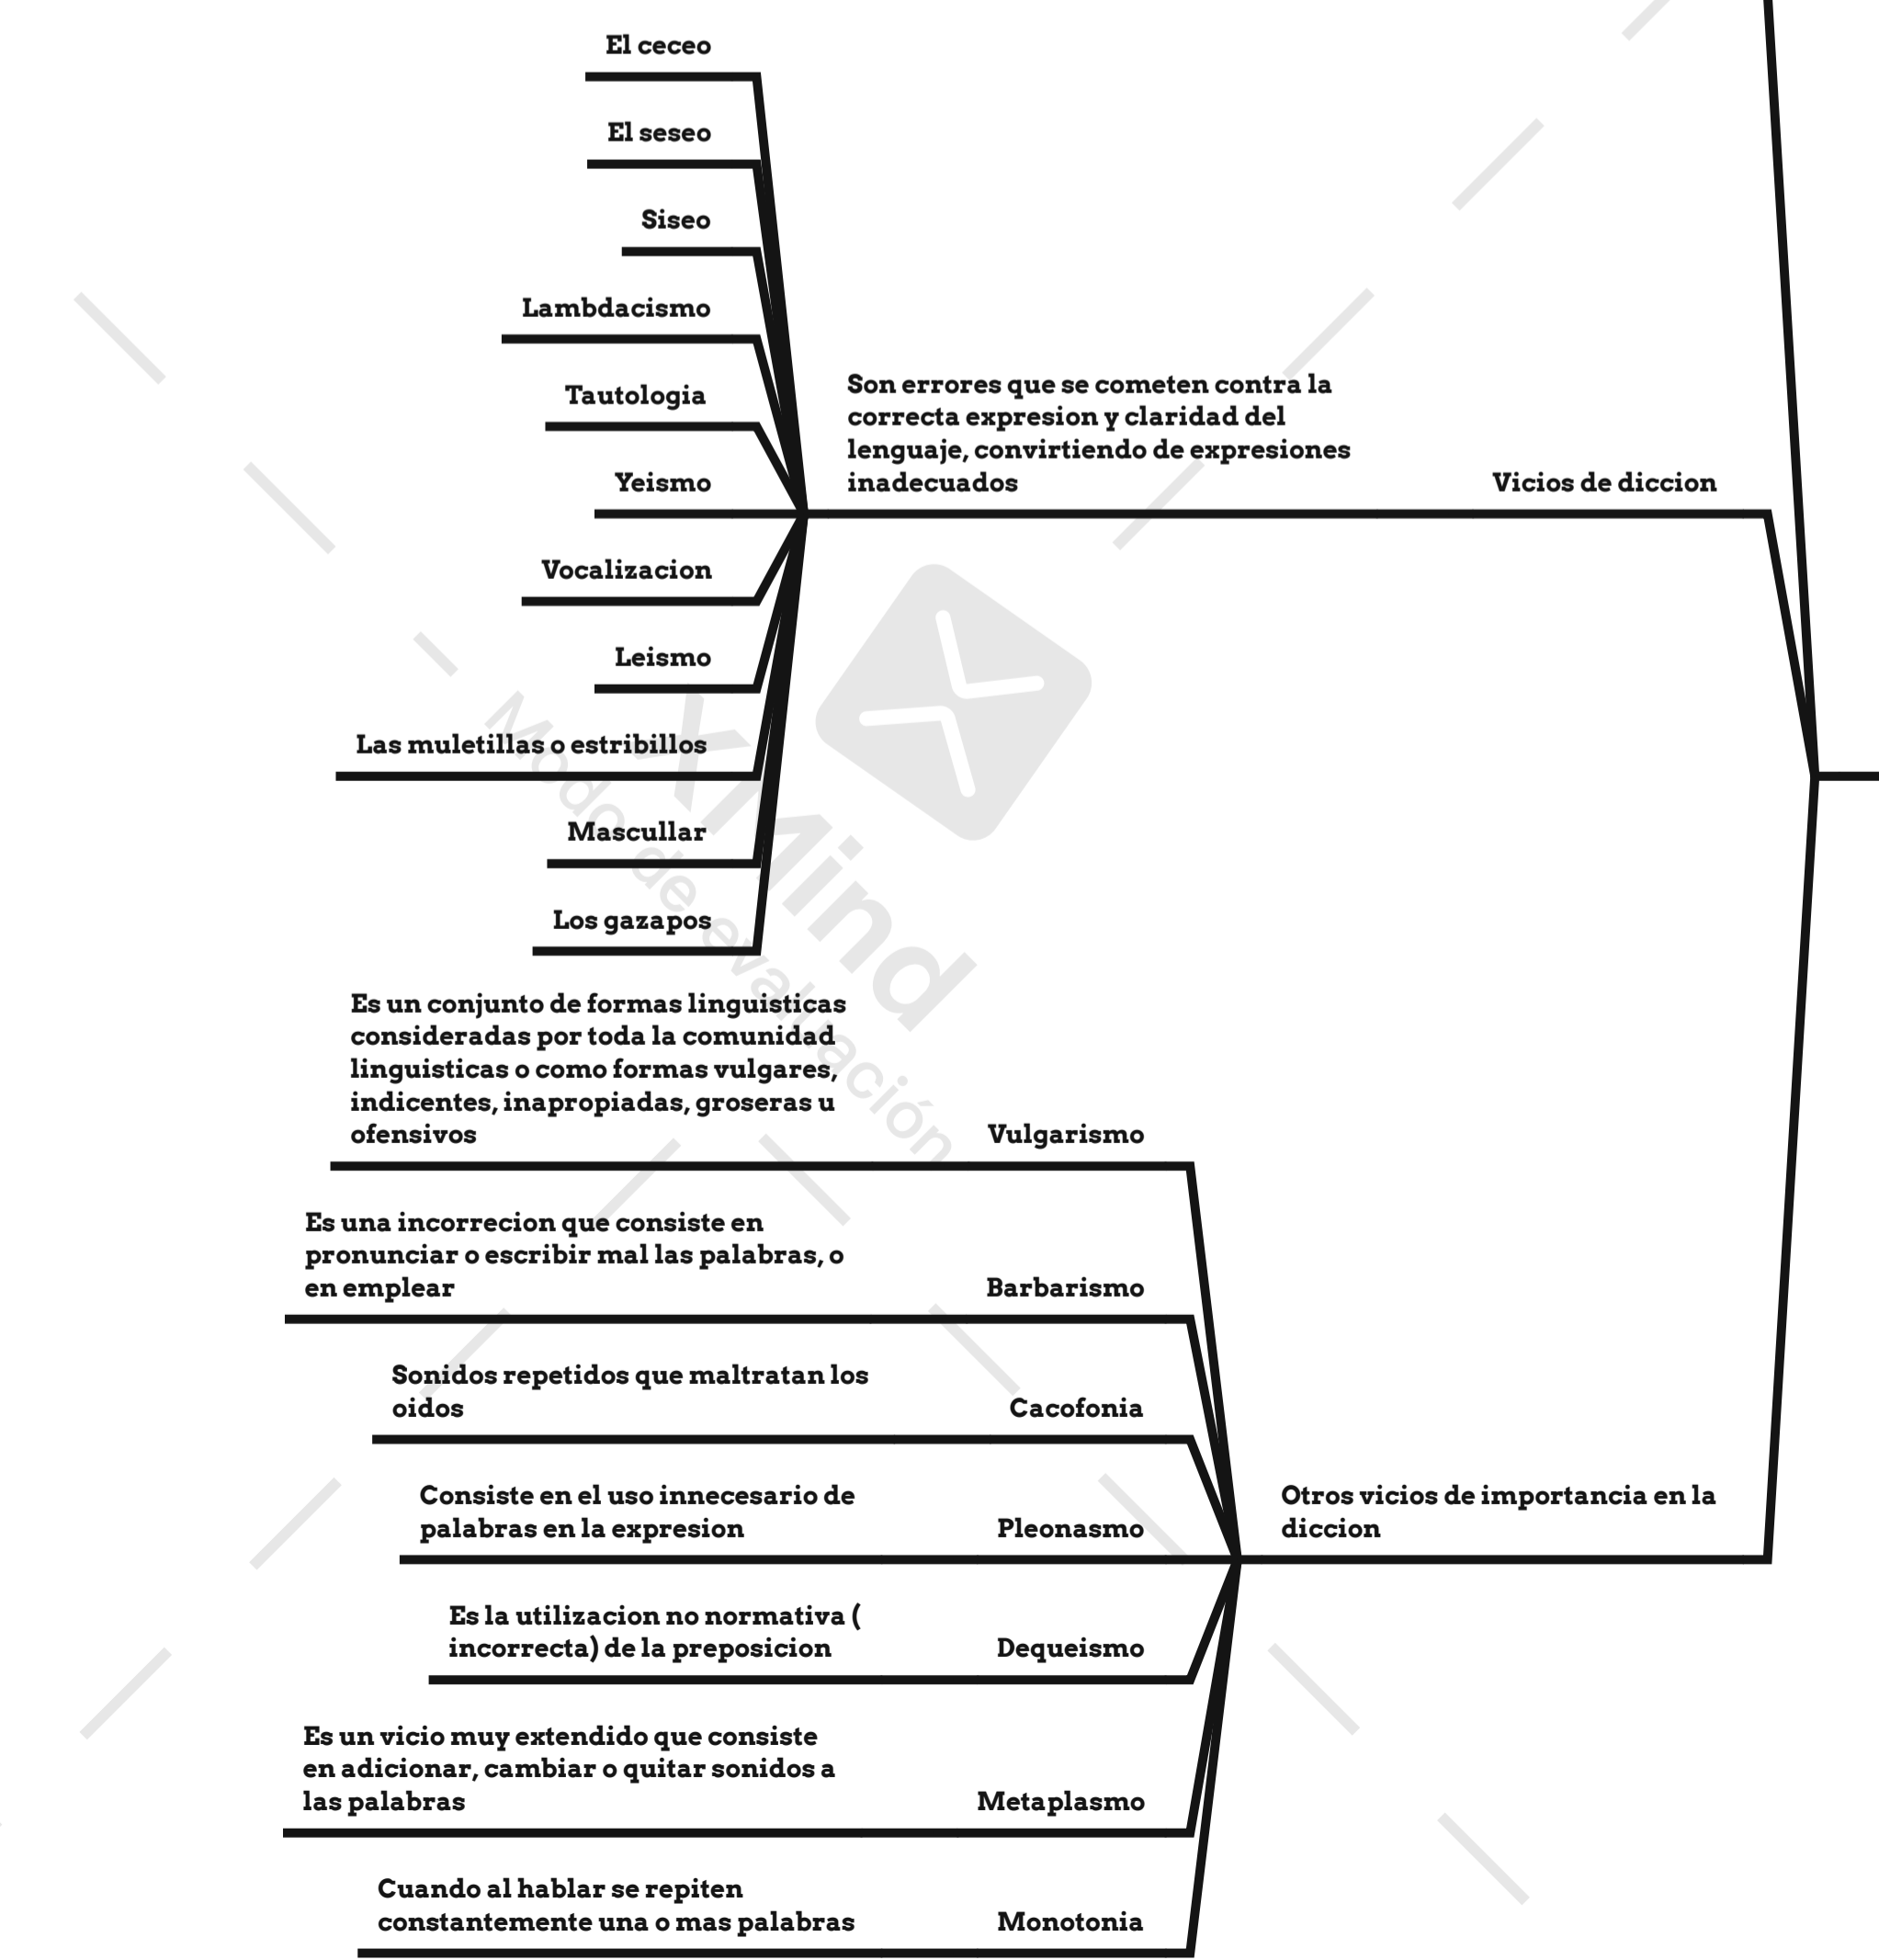 El ceceo
El seseo
Siseo
Lambdacismo
Tautologia
Yeismo
Vocalizacion
Leismo
Las muletillas o estribillos
Mascullar
Los gazapos
Son errores que se cometen contra la
correcta expresion y claridad del
lenguaje, convirtiendo de expresiones
inadecuados
Vicios de diccion
Es un conjunto de formas linguisticas
consideradas por toda la comunidad
linguisticas o como formas vulgares,
indicentes, inapropiadas, groseras u
ofensivos
Vulgarismo
Es una incorrecion que consiste en
pronunciar o escribir mal las palabras, o
en emplear
Barbarismo
Sonidos repetidos que maltratan los
oidos
Cacofonia
Consiste en el uso innecesario de
palabras en la expresion
Pleonasmo
Es la utilizacion no normativa (
incorrecta) de la preposicion
Dequeismo
Es un vicio muy extendido que consiste
en adicionar, cambiar o quitar sonidos a
las palabras
Metaplasmo
Cuando al hablar se repiten
constantemente una o mas palabras
Monotonia
Otros vicios de importancia en la
diccion
XMind
Modo de evaluación